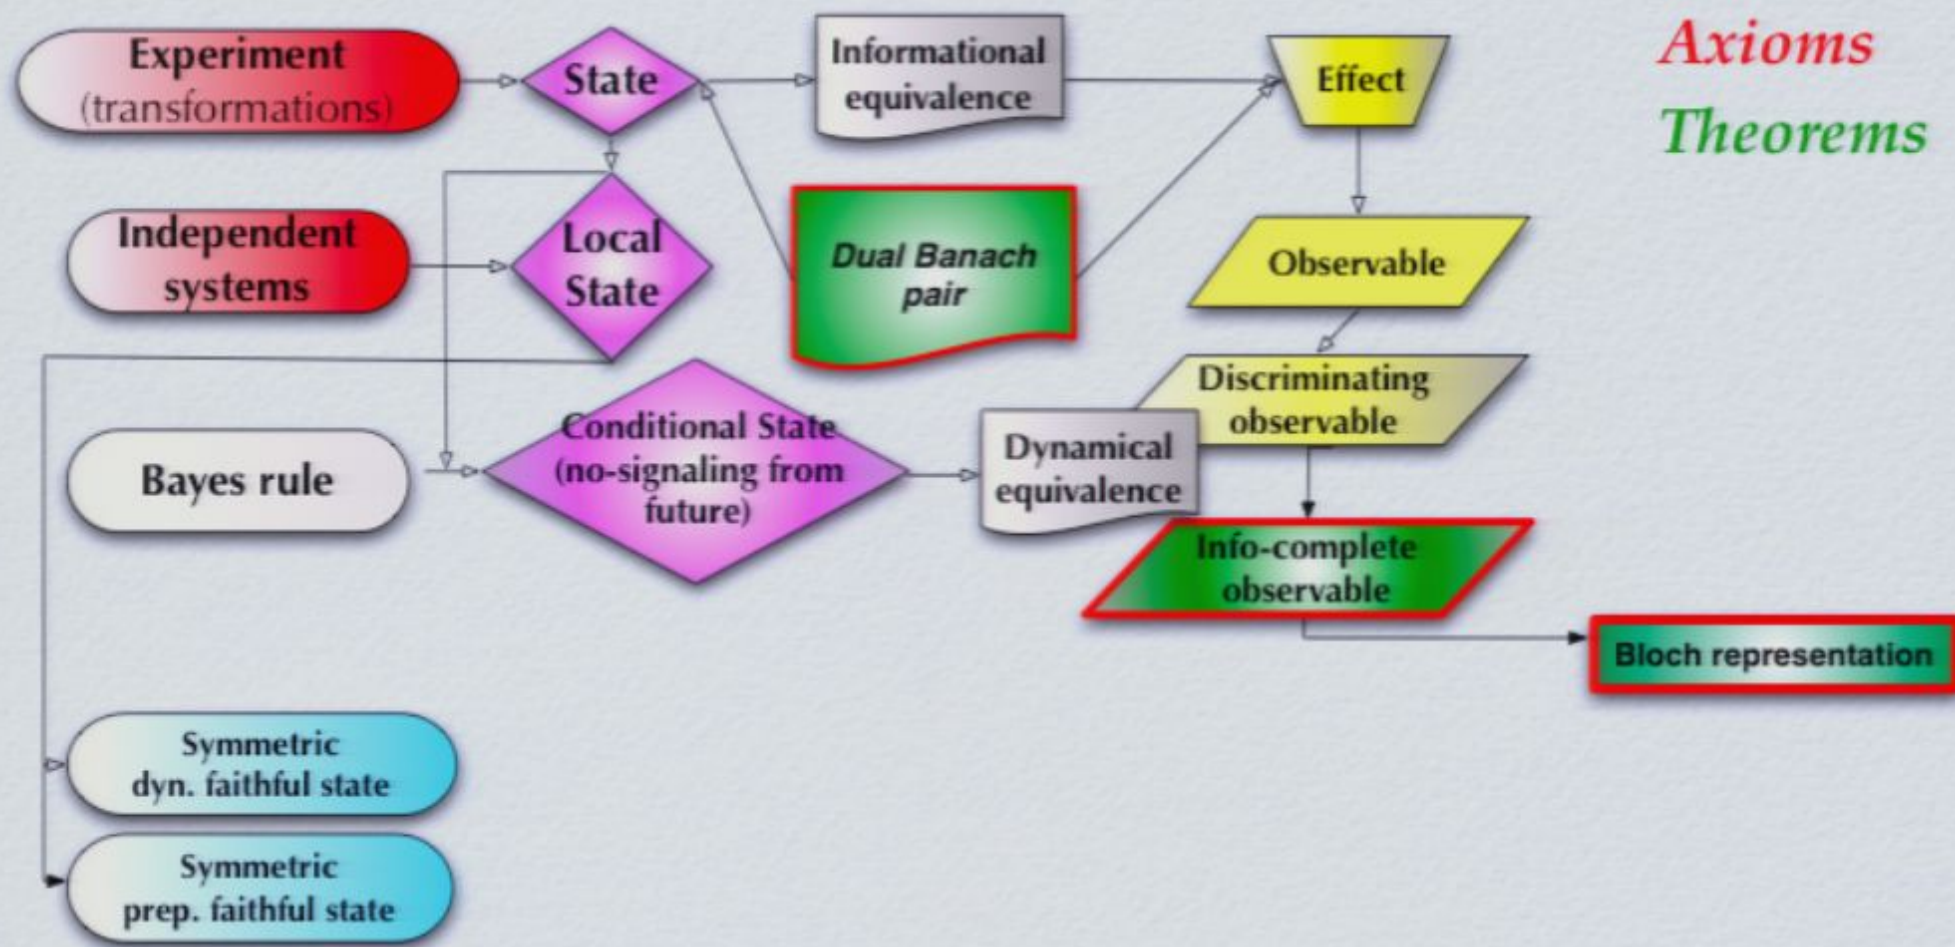 Experiment
(transformations)
State
Informational
equivalence
Effect
Axioms
Theorems
Independent
systems
Local
State
Dual Banach
pair
Observable
Discriminating
observable
Bayes rule
Conditional State
(no-signaling from
future)
Dynamical
equivalence
Info-complete
observable
Bloch representation
Symmetric
dyn. faithful state
Symmetric
prep. faithful state